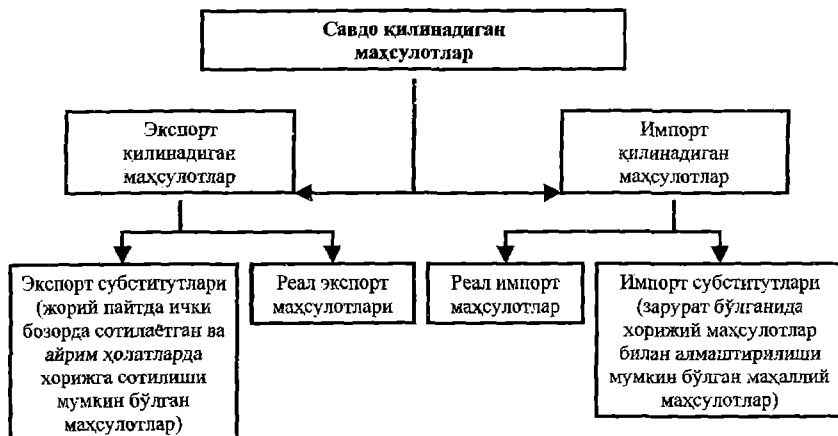 Савдо қилинадиган
маҳсулотлар
Экспорт
қилинадиган
маҳсулотлар
Импорт
қилинадиган
маҳсулотлар
Экспорт субститутлари
(жорий пайтда ички
бозорда сотилаётган ва
айрим ҳолатларда
хорижга сотилиши
мумкин бўлган
маҳсулотлар)
Реал экспорт
маҳсулотлари
Реал импорт
маҳсулотлар
Импорт субститутлари
(зарурат бўлганида
хорижий маҳсулотлар
билан алмаштирилиши
мумкин бўлган маҳаллий
маҳсулотлар)